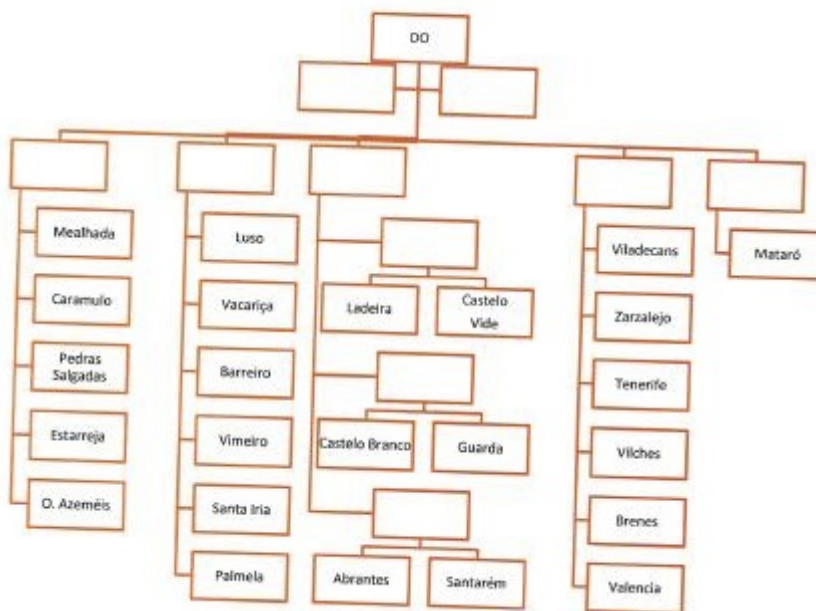 DO
Mealhada
Caramulo
Pedras
Salgadas
Estarreja
O. Azeméis
Luso
Vacariça
Barreiro
Vimeiro
Santa Iria
Palmela
Ladeira
Castelo
Vide
Castelo Branco
Guarda
Abrantes
Santarém
Viladecans
Zarzalejo
Tenerife
Vilches
Brenes
Valencia
Mataró